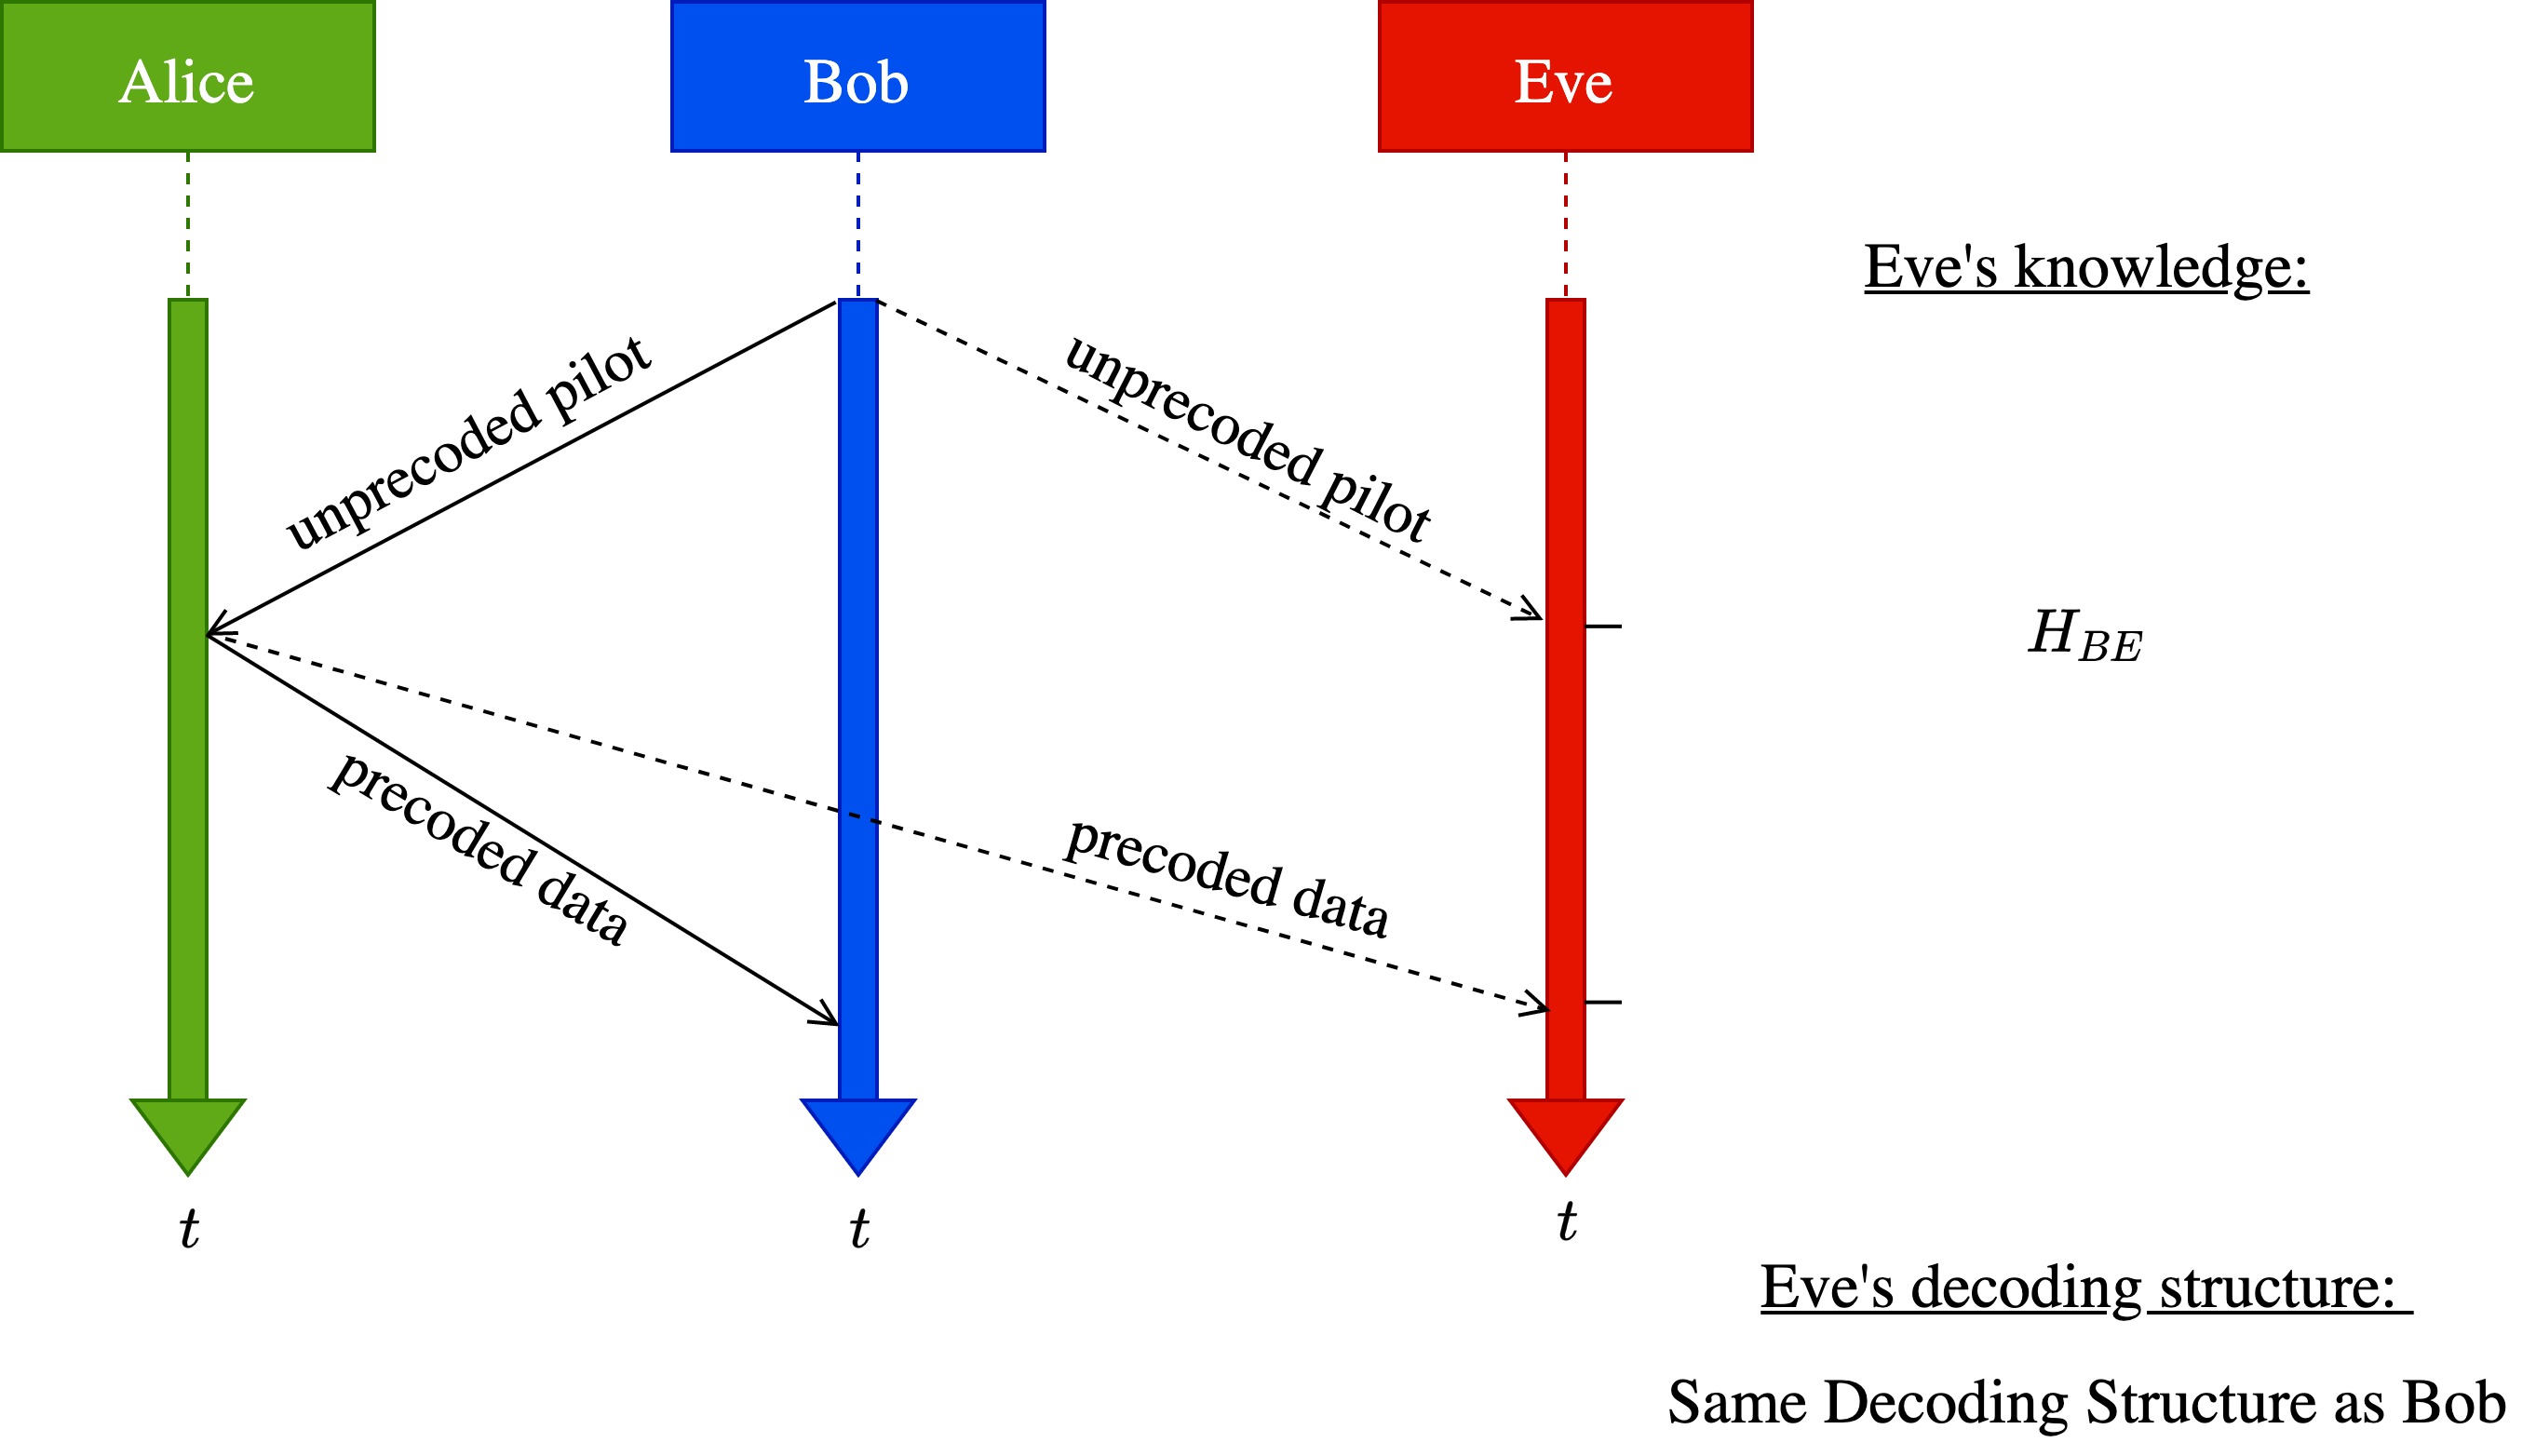 Alice
Bob
Eve
Eve's knowledge:
unprecoded pilot
unprecoded pilot
H_{BE}
precoded data
precoded data
t
t
t
Eve's decoding structure:
Same Decoding Structure as Bob